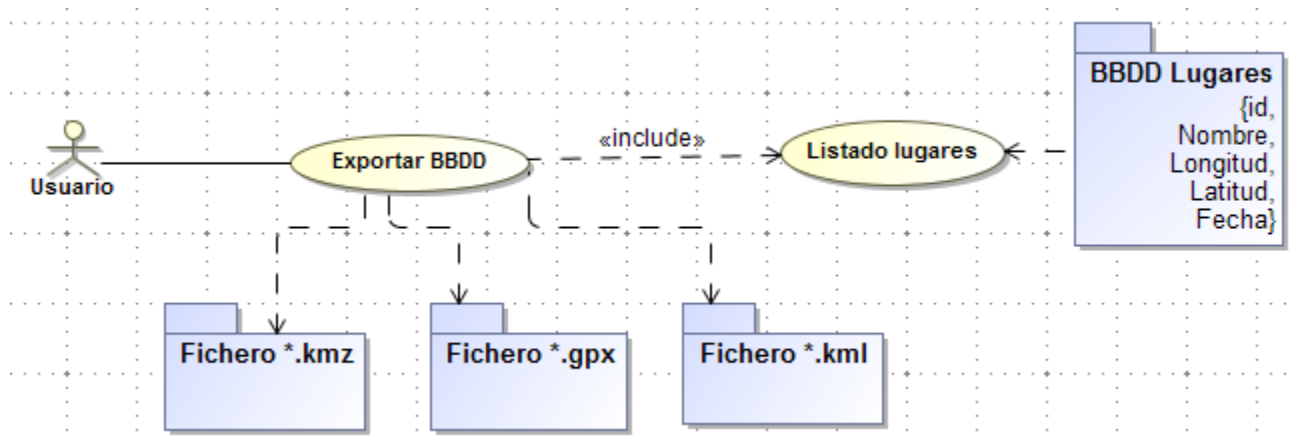 BBDD Lugares
{id,
Nombre,
Longitud,
Latitud,
Fecha}
«include»
Usuario
Exportar BBDD
Listado lugares
Fichero *.kmz
Fichero *.gpx
Fichero *.kml